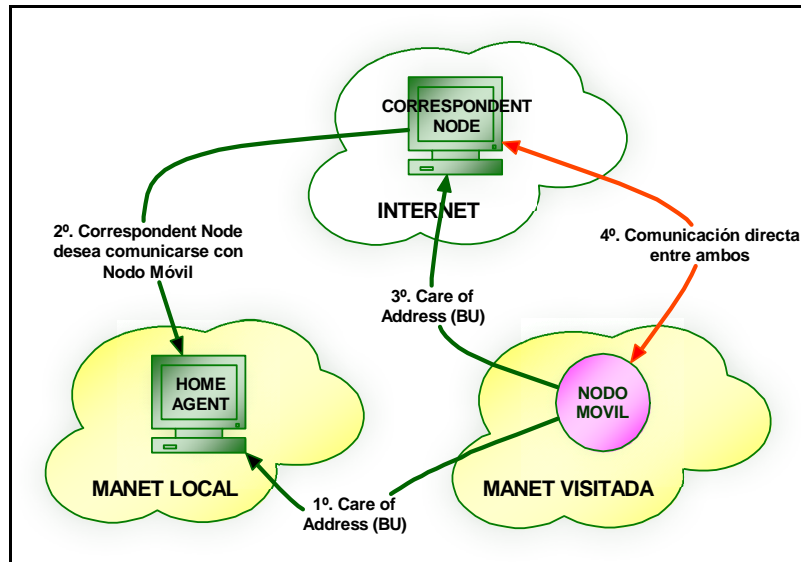 CORRESPONDENT
NODE
INTERNET
2º. Correspondent Node
desea comunicarse con
Nodo Móvil
4º. Comunicación directa
entre ambos
3º. Care of
Address (BU)
HOME
AGENT
NODO
MOVIL
MANET LOCAL
MANET VISITADA
1º. Care of
Address (BU)